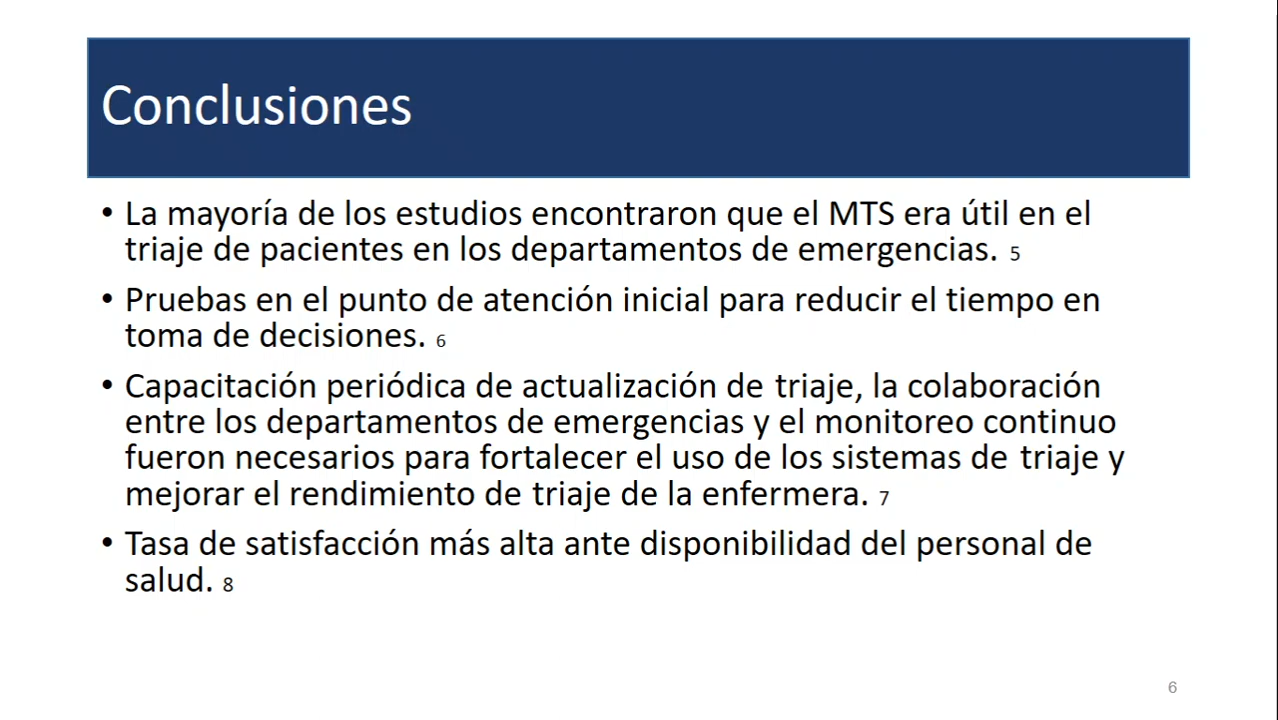 Conclusiones
• La mayoría de los estudios encontraron que el MTS era útil en el
triaje de pacientes en los departamentos de emergencias. 5
• Pruebas en el punto de atención inicial para reducir el tiempo en
toma de decisiones. 6
• Capacitación periódica de actualización de triaje, la colaboración
entre los departamentos de emergencias y el monitoreo continuo
fueron necesarios para fortalecer el uso de los sistemas de triaje y
mejorar el rendimiento de triaje de la enfermera. 7
• Tasa de satisfacción más alta ante disponibilidad del personal de
salud. 8
6